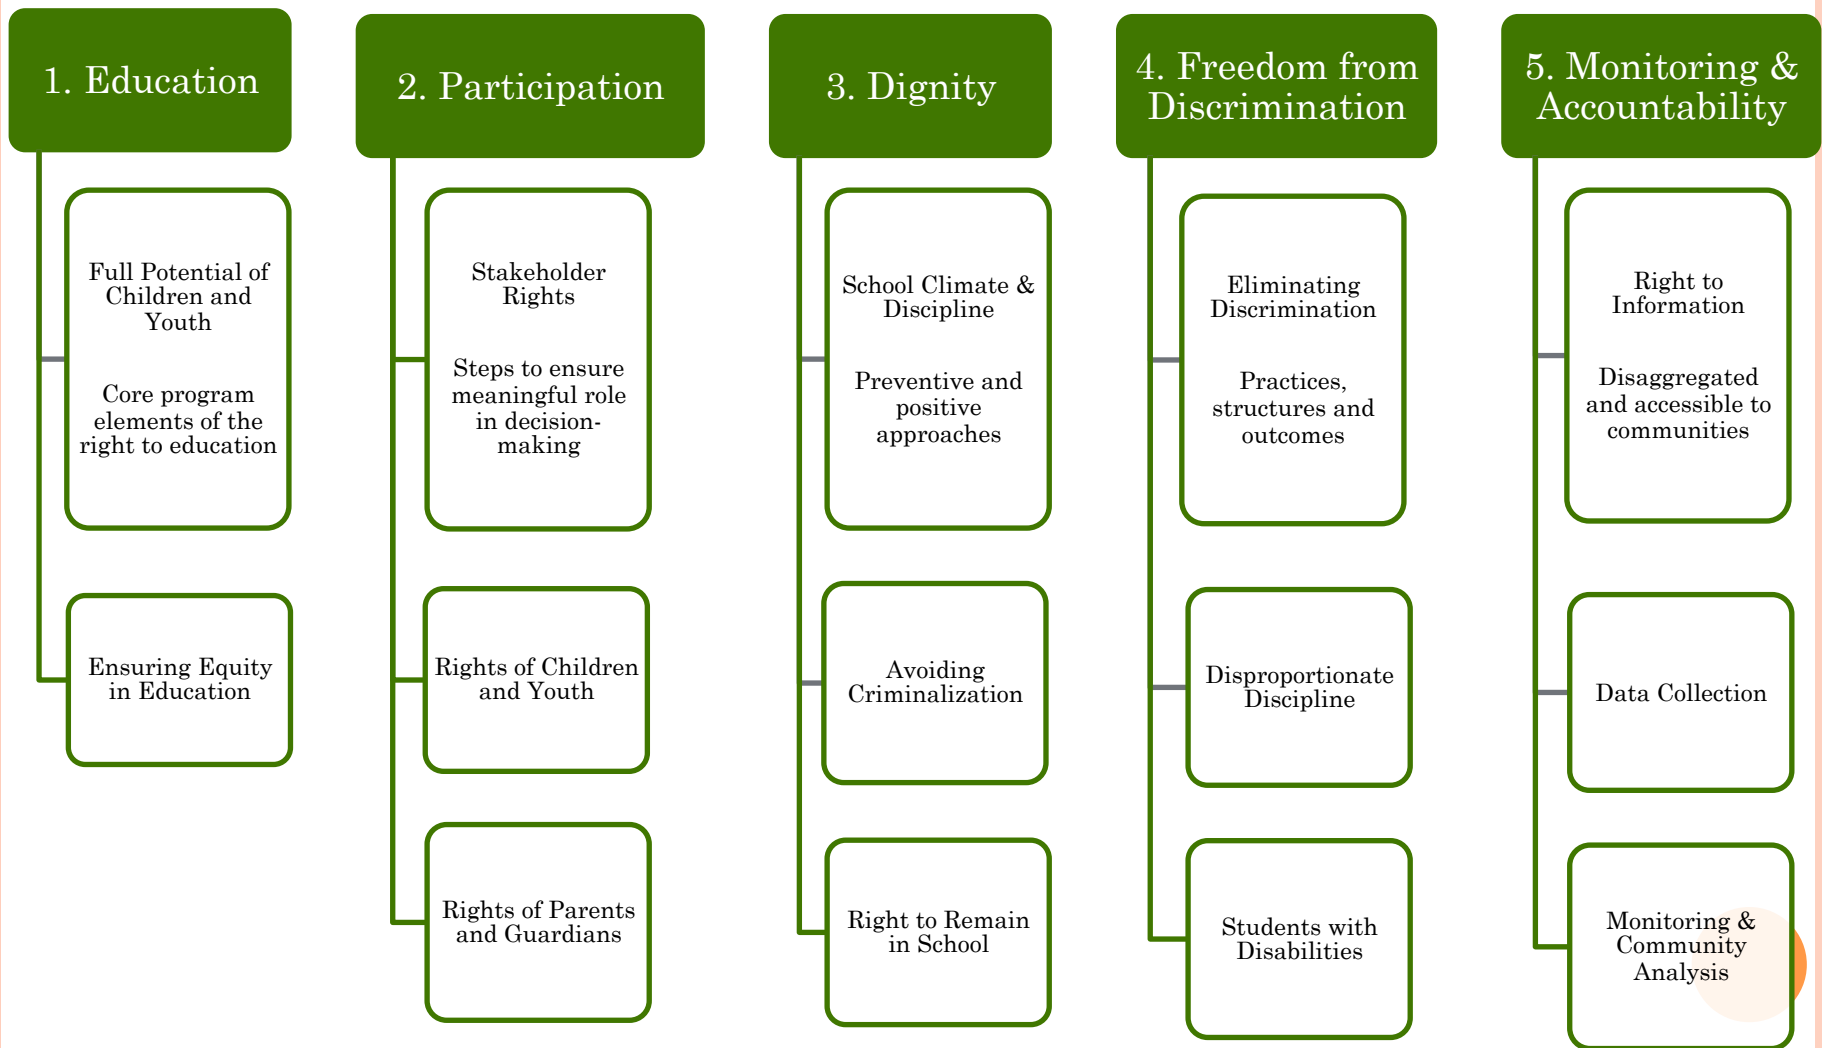 1. Education
Full Potential of
Children and
Youth
Core program
elements of the
right to education
Ensuring Equity
in Education
2. Participation
Stakeholder
Rights
Steps to ensure
meaningful role
in decision-
making
Rights of Children
and Youth
Rights of Parents
and Guardians
3. Dignity
School Climate &
Discipline
Preventive and
positive
approaches
Avoiding
Criminalization
Right to Remain
in School
4. Freedom from
Discrimination
Eliminating
Discrimination
Practices,
structures and
outcomes
Disproportionate
Discipline
Students with
Disabilities
5. Monitoring &
Accountability
Right to
Information
Disaggregated
and accessible to
communities
Data Collection
Monitoring &
Community
Analysis